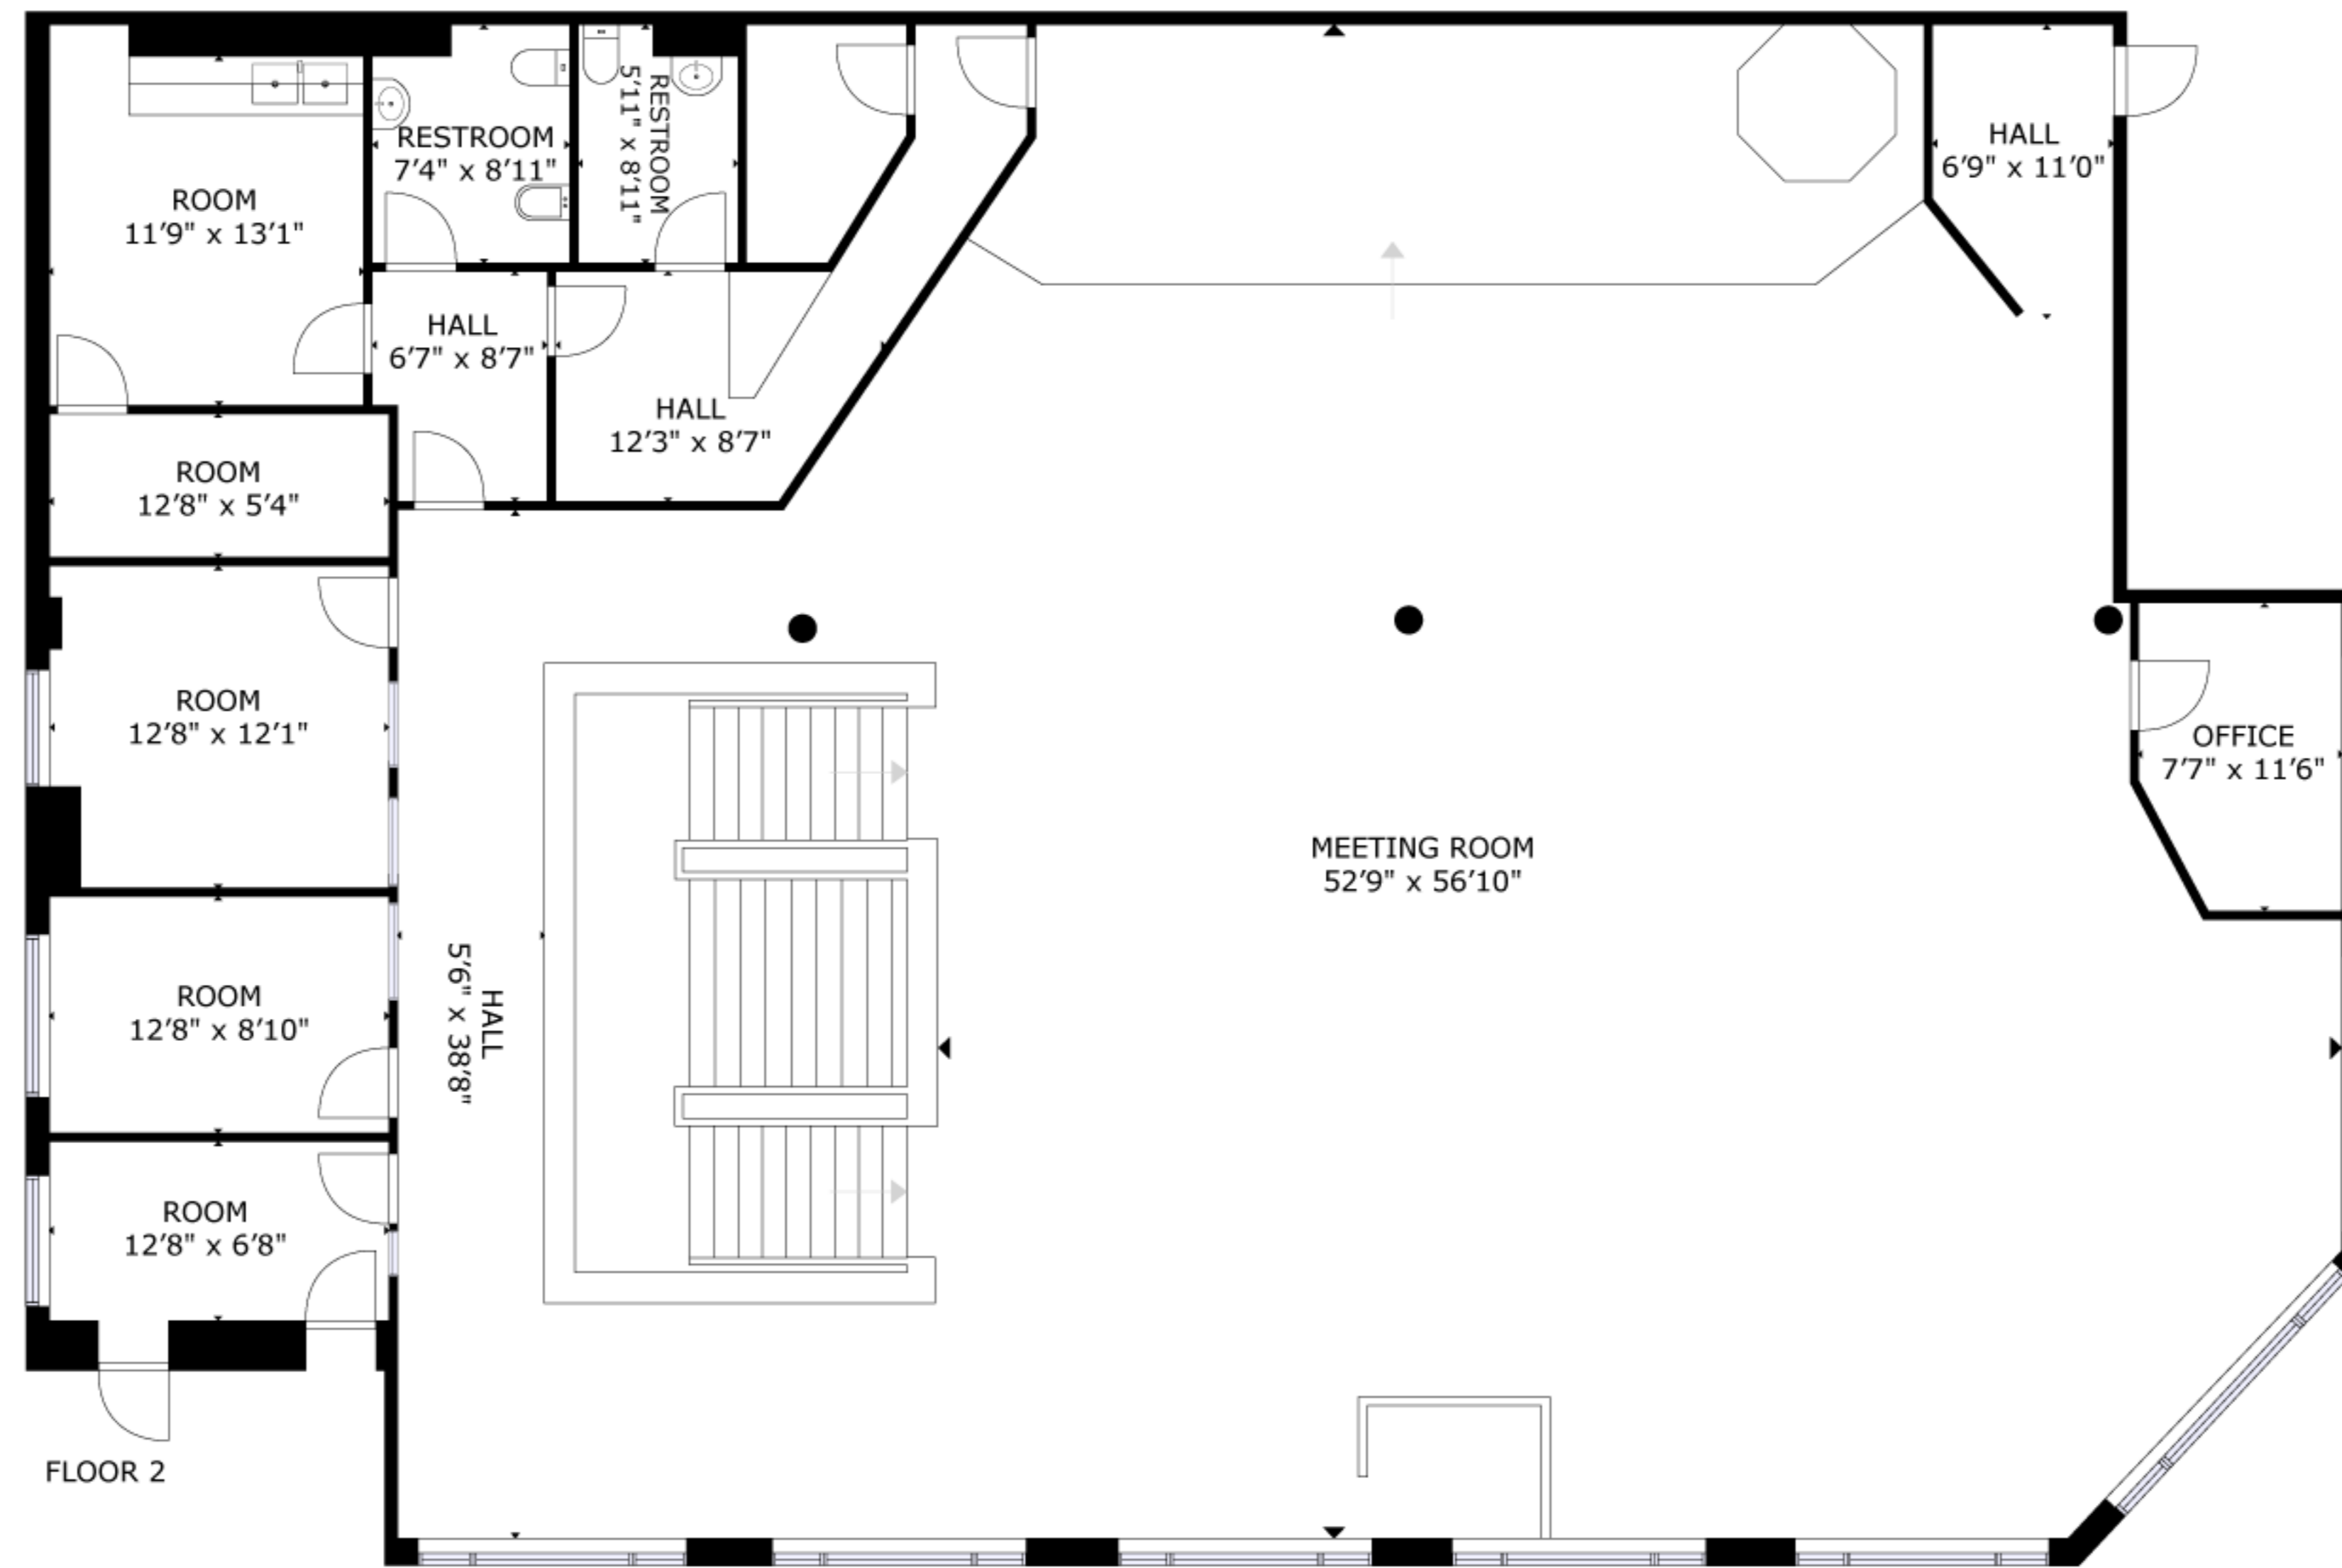 RESTROOM
7'4" x 8'11"
RESTROOM
5'11" x 8'11"
HALL
6'9" x 11'0"
ROOM
11'9" x 13'1"
HALL
6'7" x 8'7"
HALL
12'3" x 8'7"
ROOM
12'8" x 5'4"
ROOM
12'8" x 12'1"
OFFICE
7'7" x 11'6"
MEETING ROOM
52'9" x 56'10"
ROOM
12'8" x 8'10"
HALL
5'6" x 38'8"
ROOM
12'8" x 6'8"
FLOOR 2